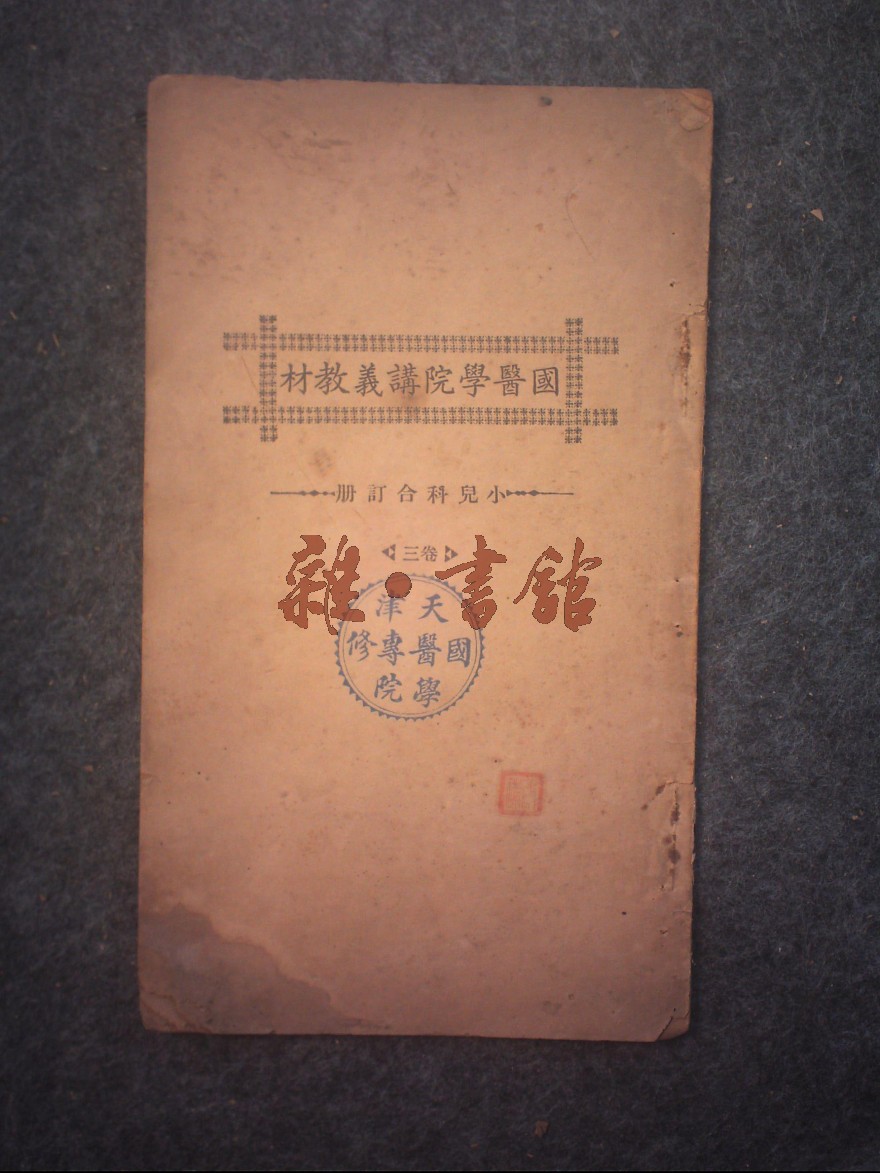 國醫學院講義教材
小兒科合訂册
卷三
雜·書館
天津
國醫專修
學院